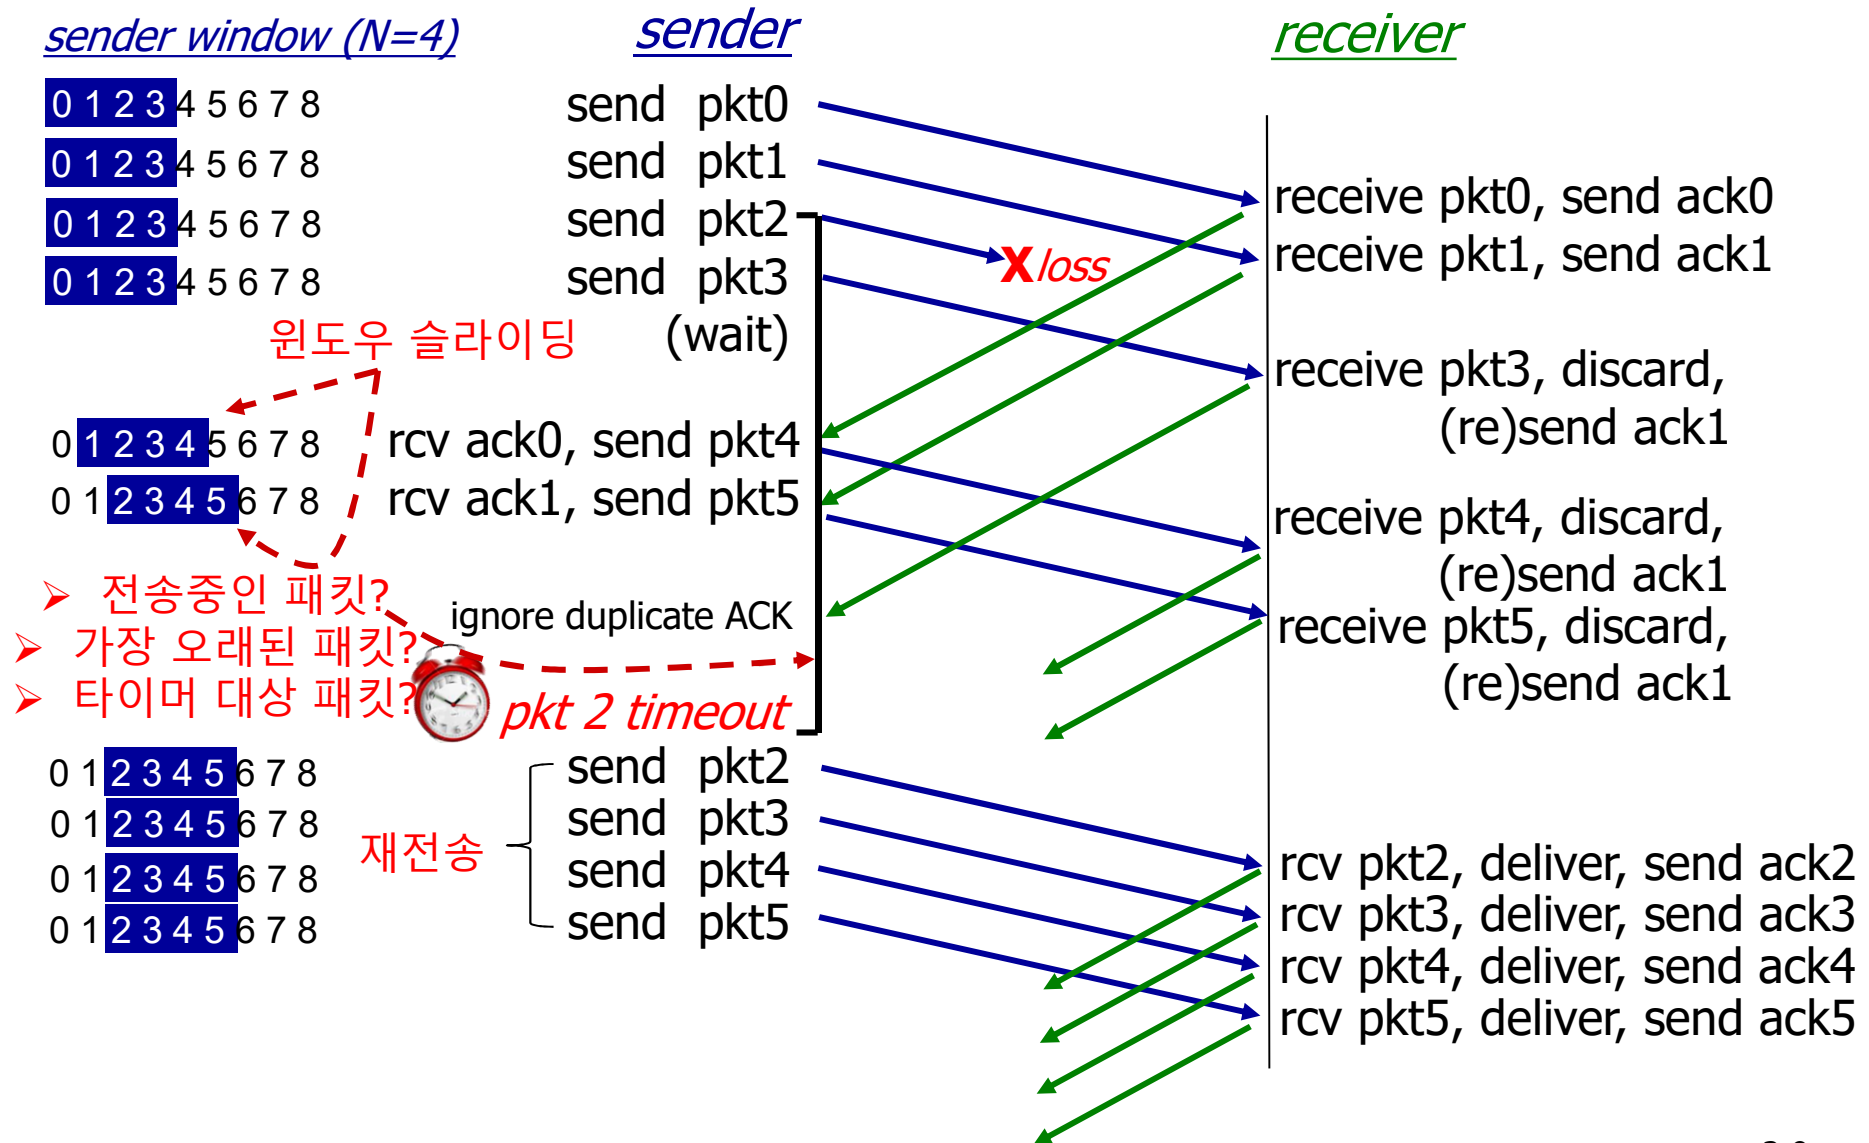 sender window (N=4) sender receiver
0 1 2 3 4 5 6 7 8 send pkt0
0 1 2 3 4 5 6 7 8 send pkt1
receive pkt0, send ack0
0 1 2 3 4 5 6 7 8 send pkt2
X loss
receive pkt1, send ack1
0 1 2 3 4 5 6 7 8 send pkt3
윈도우 슬라이딩 (wait)
receive pkt3, discard,
(re)send ack1
0 1 2 3 4 5 6 7 8 rcv ack0, send pkt4
0 1 2 3 4 5 6 7 8 rcv ack1, send pkt5
receive pkt4, discard,
(re)send ack1
➢ 전송중인 패킷?
ignore duplicate ACK
receive pkt5, discard,
(re)send ack1
➢ 가장 오래된 패킷?
➢ 타이머 대상 패킷?
pkt 2 timeout
0 1 2 3 4 5 6 7 8 send pkt2
0 1 2 3 4 5 6 7 8 send pkt3
재전송
0 1 2 3 4 5 6 7 8 send pkt4
0 1 2 3 4 5 6 7 8 send pkt5
rcv pkt2, deliver, send ack2
rcv pkt3, deliver, send ack3
rcv pkt4, deliver, send ack4
rcv pkt5, deliver, send ack5